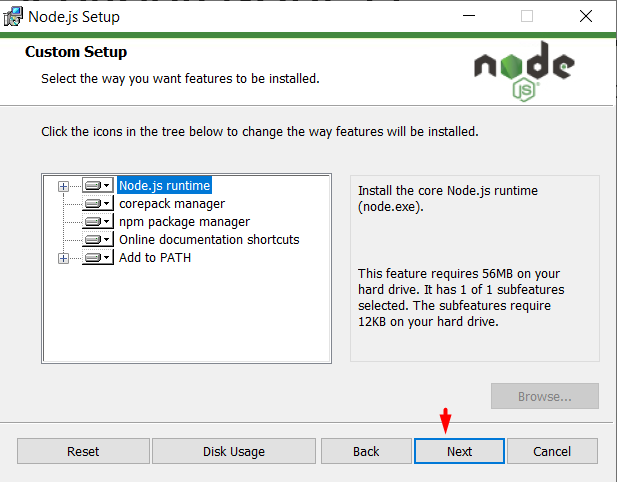 Node.js Setup
Custom Setup
Select the way you want features to be installed.
node
JS
Click the icons in the tree below to change the way features will be installed.
Node.js runtime
corepack manager
npm package manager
Online documentation shortcuts
Add to PATH
Install the core Node.js runtime
(node.exe).
This feature requires 56MB on your
hard drive. It has 1 of 1 subfeatures
selected. The subfeatures require
12KB on your hard drive.
Browse...
Reset
Disk Usage
Back
Next
Cancel